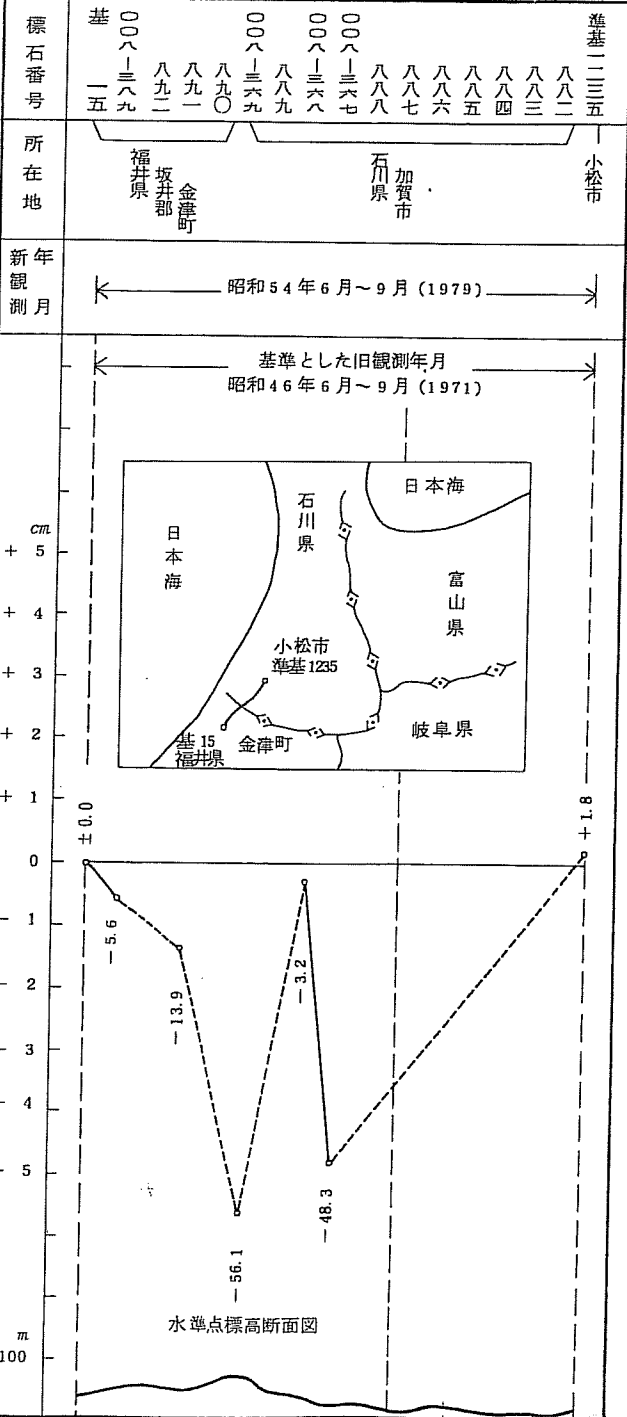 標石番号
基一五
〇〇八―三八九
八九二
八九一
八九〇
〇〇八―三六九
八八九
〇〇八―三六八
〇〇八―三六七
八八八
八八七
八八六
八八五
八八四
八八三
八八二
準基一二三五
所在地
福井県
坂井郡
金津町
石川県
加賀市
小松市
年月
新観測
昭和54年6月～9月 (1979)
基準とした旧観測年月
昭和46年6月～9月 (1971)
日本海
石川県
日本海
富山県
小松市
準基1235
基15
福井県
金津町
岐阜県
cm
+ 5
+ 4
+ 3
+ 2
+ 1
0
- 1
- 2
- 3
- 4
- 5
±0.0
-5.6
-13.9
-56.1
-3.2
-48.3
+1.8
水準点標高断面図
m
100